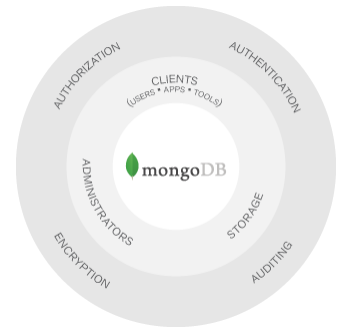 AUTHORIZATION
AUTHENTICATION
CLIENTS
(USERS • APPS • TOOLS)
mongoDB
ADMINISTRATORS
STORAGE
ENCRYPTION
AUDITING